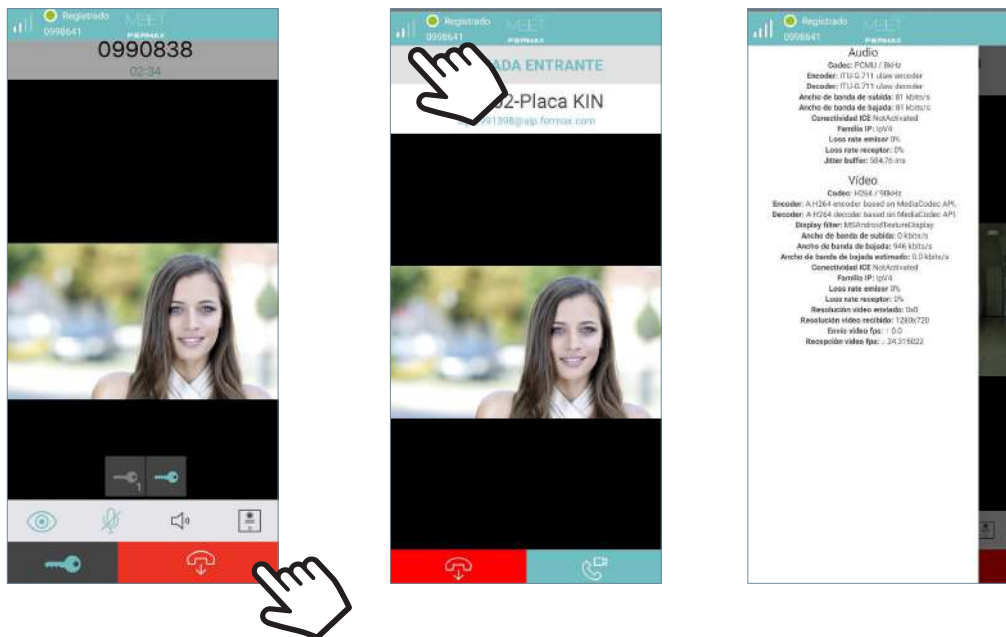 Registrado
0998641
MEET
FERMAX
0990838
02:34
1
Registrado
0998641
MEET
FERMAX
ADA ENTRANTE
02-Placa KIN
91398@sip.fermax.com
Registrado
0998641
MEET
FERMAX
Audio
Codec: PCMU / 8kHz
Encoder: ITU-G.711 ulaw encoder
Decoder: ITU-G.711 ulaw decoder
Ancho de banda de subida: 81 kbits/s
Ancho de banda de bajada: 81 kbits/s
Conectividad ICE NotActivated
Familia IP: IpV4
Loss rate emisor 0%
Loss rate receptor: 0%
Jitter buffer: 584,76 ms
Vídeo
Codec: H264 / 90kHz
Encoder: A H264 encoder based on MediaCodec API.
Decoder: A H264 decoder based on MediaCodec API.
Display filter: MSAndroidTextureDisplay
Ancho de banda de subida: 0 kbits/s
Ancho de banda de bajada: 946 kbits/s
Ancho de banda de bajada estimado: 0.0 kbits/s
Conectividad ICE NotActivated
Familia IP: IpV4
Loss rate emisor 0%
Loss rate receptor: 0%
Resolución video enviado: 0x0
Resolución video recibido: 1280x720
Envío video fps: ↑ 0.0
Recepción video fps: ↓ 24.315022